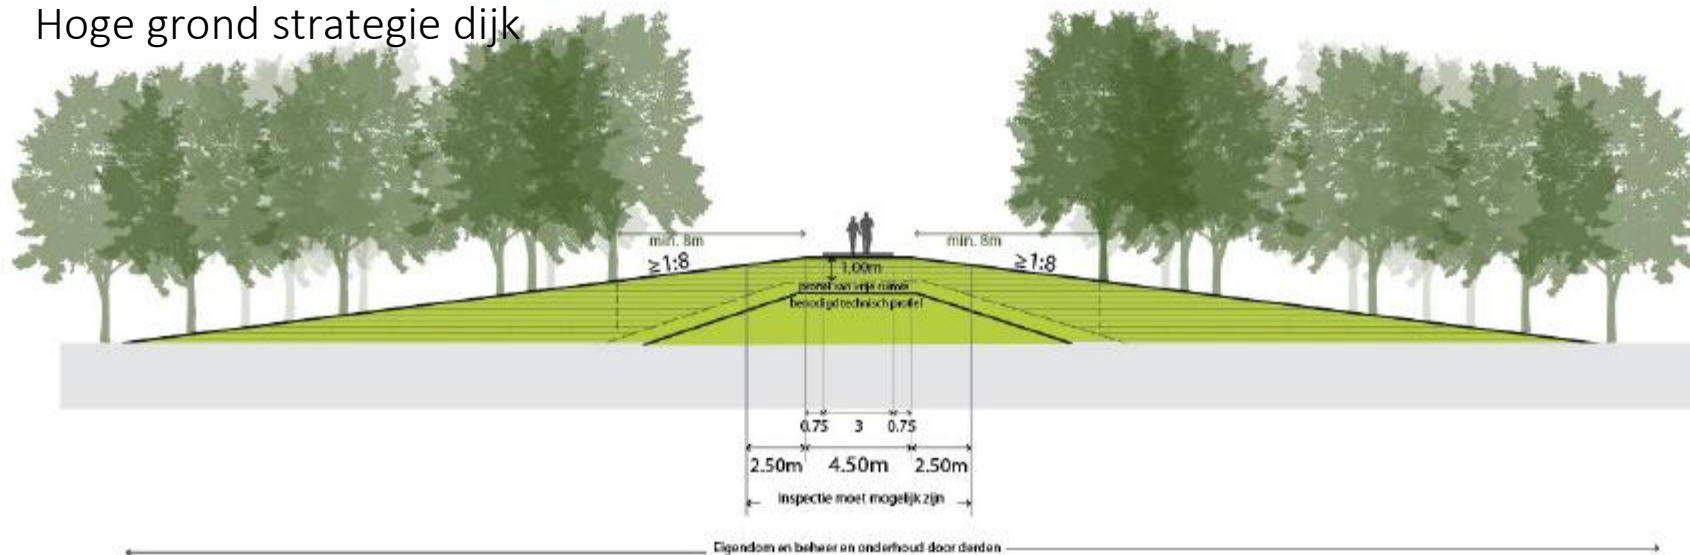 Hoge grond strategie dijk
min. 8m
min. 8m
≥1:8
≥1:8
1.00m
profiel van vrije ruimte
benodigd technisch profiel
0.75 3 0.75
2.50m 4.50m 2.50m
Inspectie moet mogelijk zijn
Eigendom en beheer en onderhoud door derden